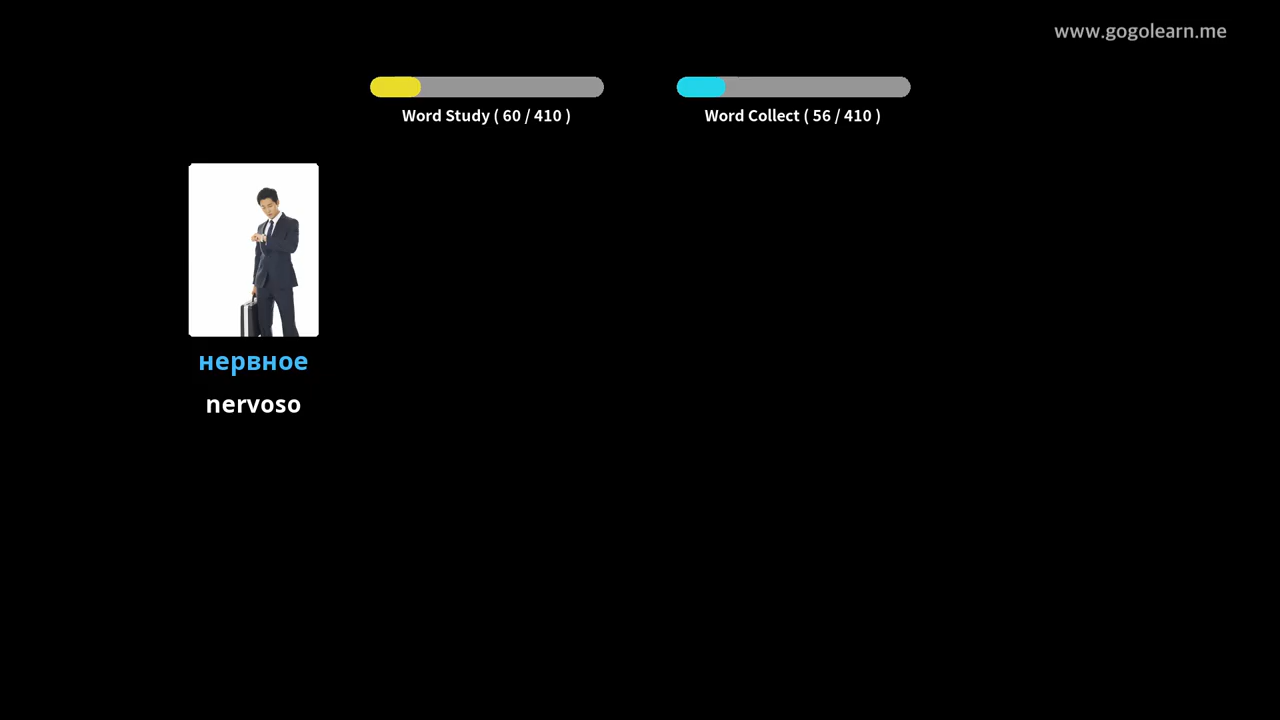 www.gogolearn.me
Word Study ( 60 / 410 )
Word Collect ( 56 / 410 )
нервное
nervoso